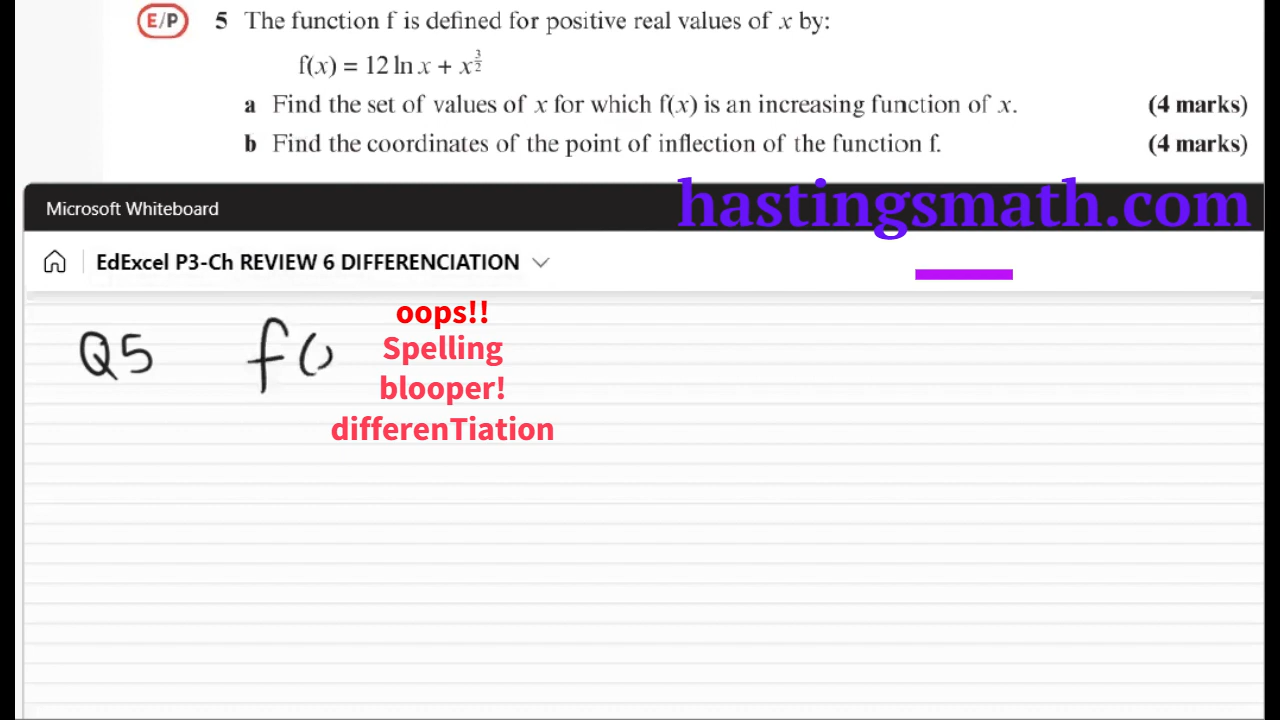 E/P 5 The function f is defined for positive real values of x by:
f(x) = 12 ln x + x^{3/2}
a Find the set of values of x for which f(x) is an increasing function of x. (4 marks)
b Find the coordinates of the point of inflection of the function f. (4 marks)
Microsoft Whiteboard
hastingsmath.com
EdExcel P3-Ch REVIEW 6 DIFFERENCIATION
oops!!
Q5 f()
Spelling
blooper!
differenTiation